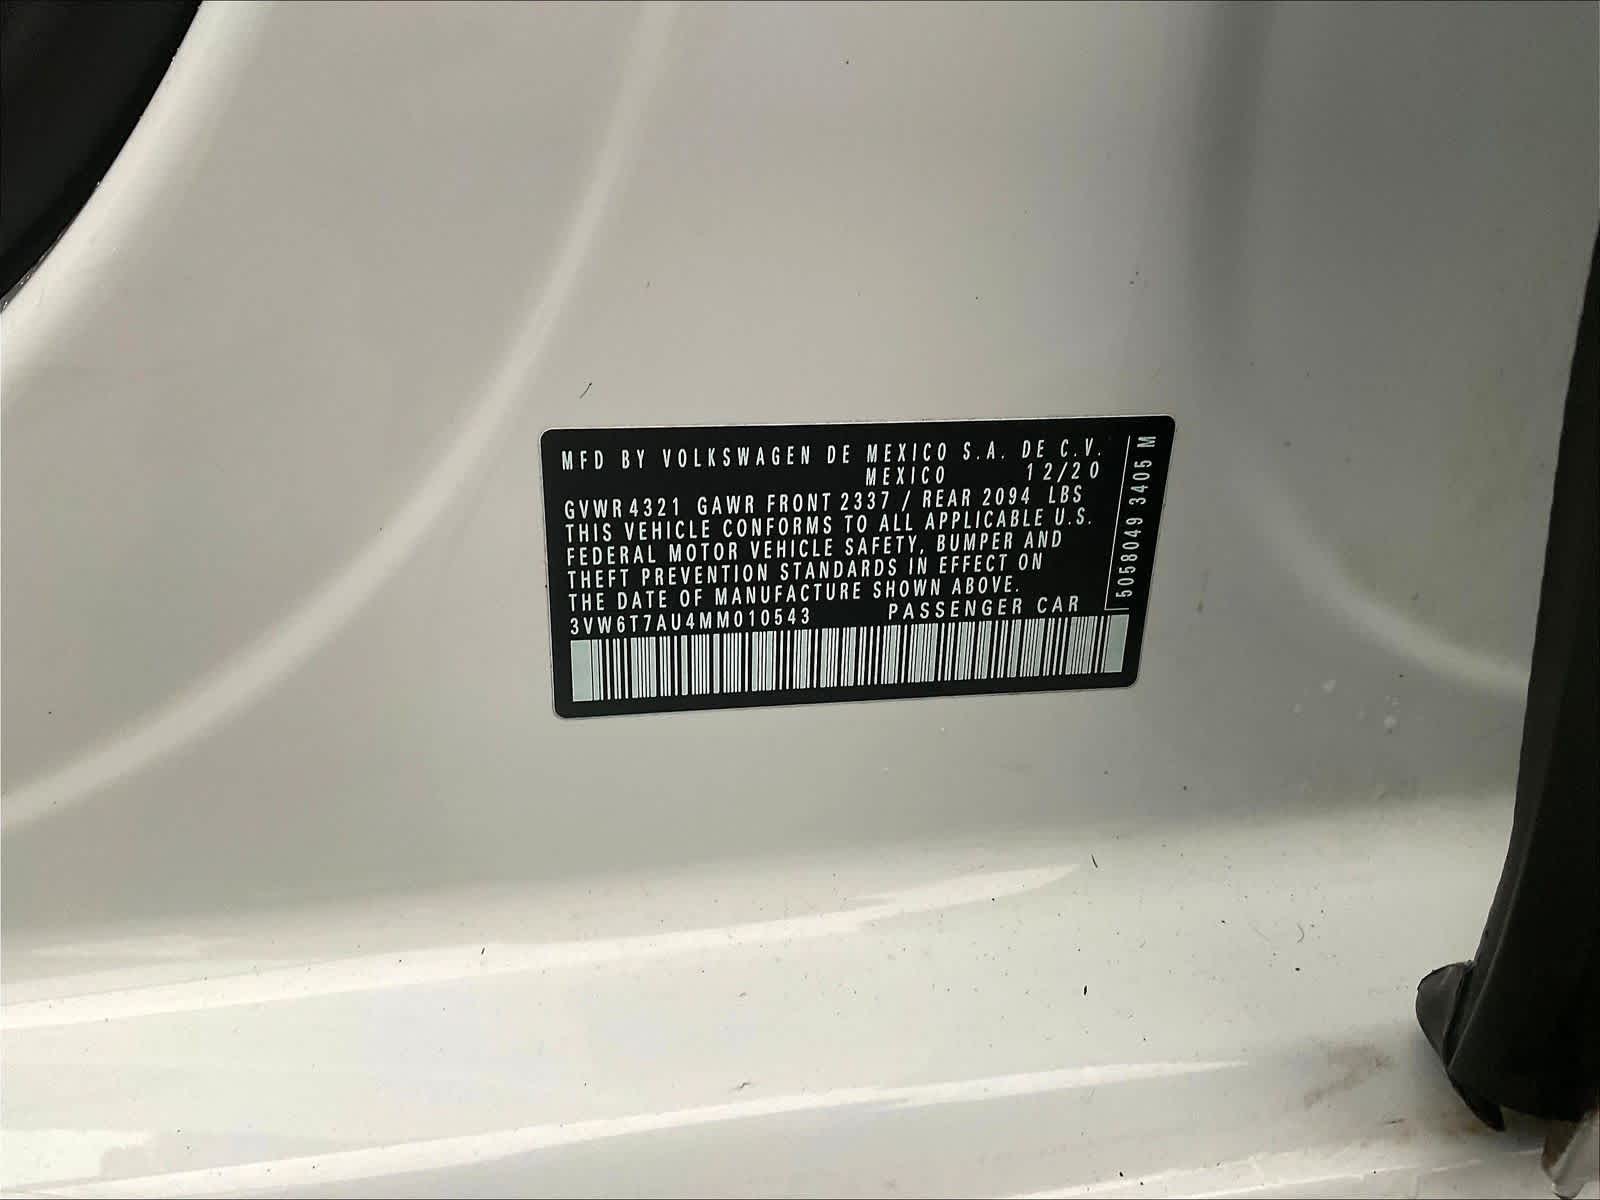 MFD BY VOLKSWAGEN DE MEXICO S.A. DE C.V.
MEXICO 12/20
GVWR4321 GAWR FRONT 2337 / REAR 2094 LBS
THIS VEHICLE CONFORMS TO ALL APPLICABLE U.S.
FEDERAL MOTOR VEHICLE SAFETY, BUMPER AND
THEFT PREVENTION STANDARDS IN EFFECT ON
THE DATE OF MANUFACTURE SHOWN ABOVE.
3VW6T7AU4MM010543 PASSENGER CAR
5058049 3405 M